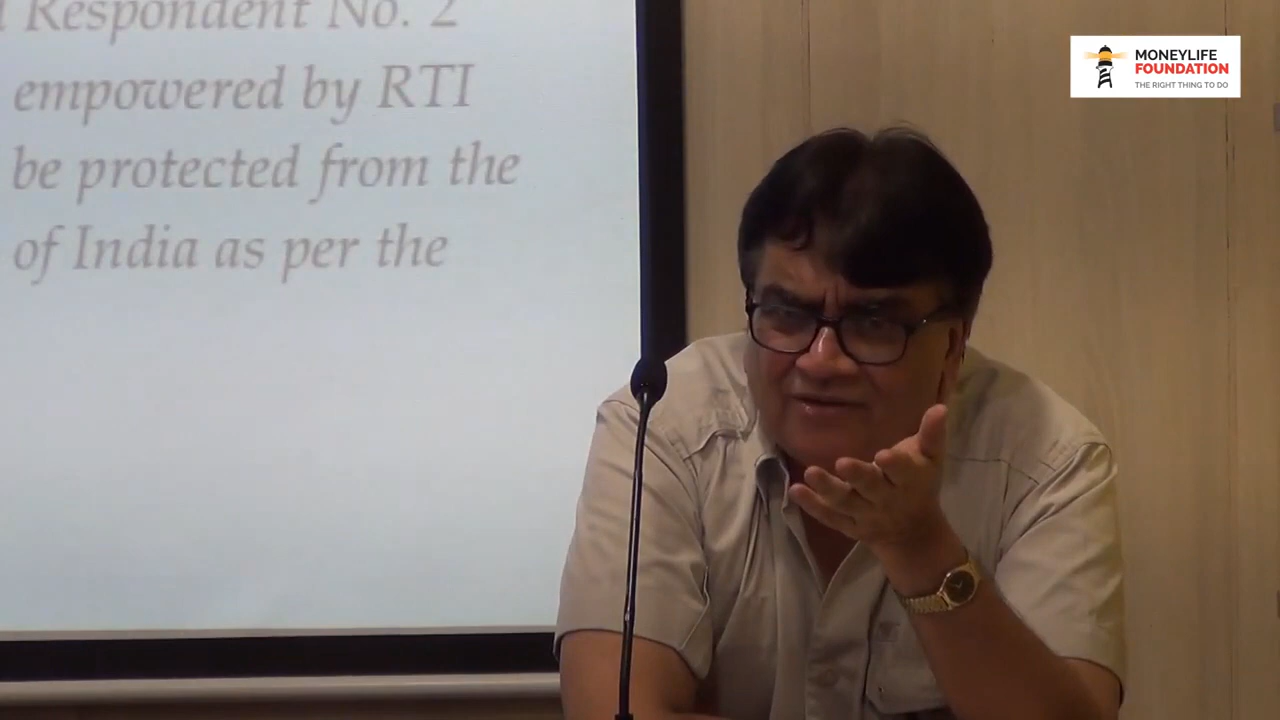 Respondent No. 2
empowered by RTI
be protected from the
of India as per the
MONEYLIFE
FOUNDATION
THE RIGHT THING TO DO